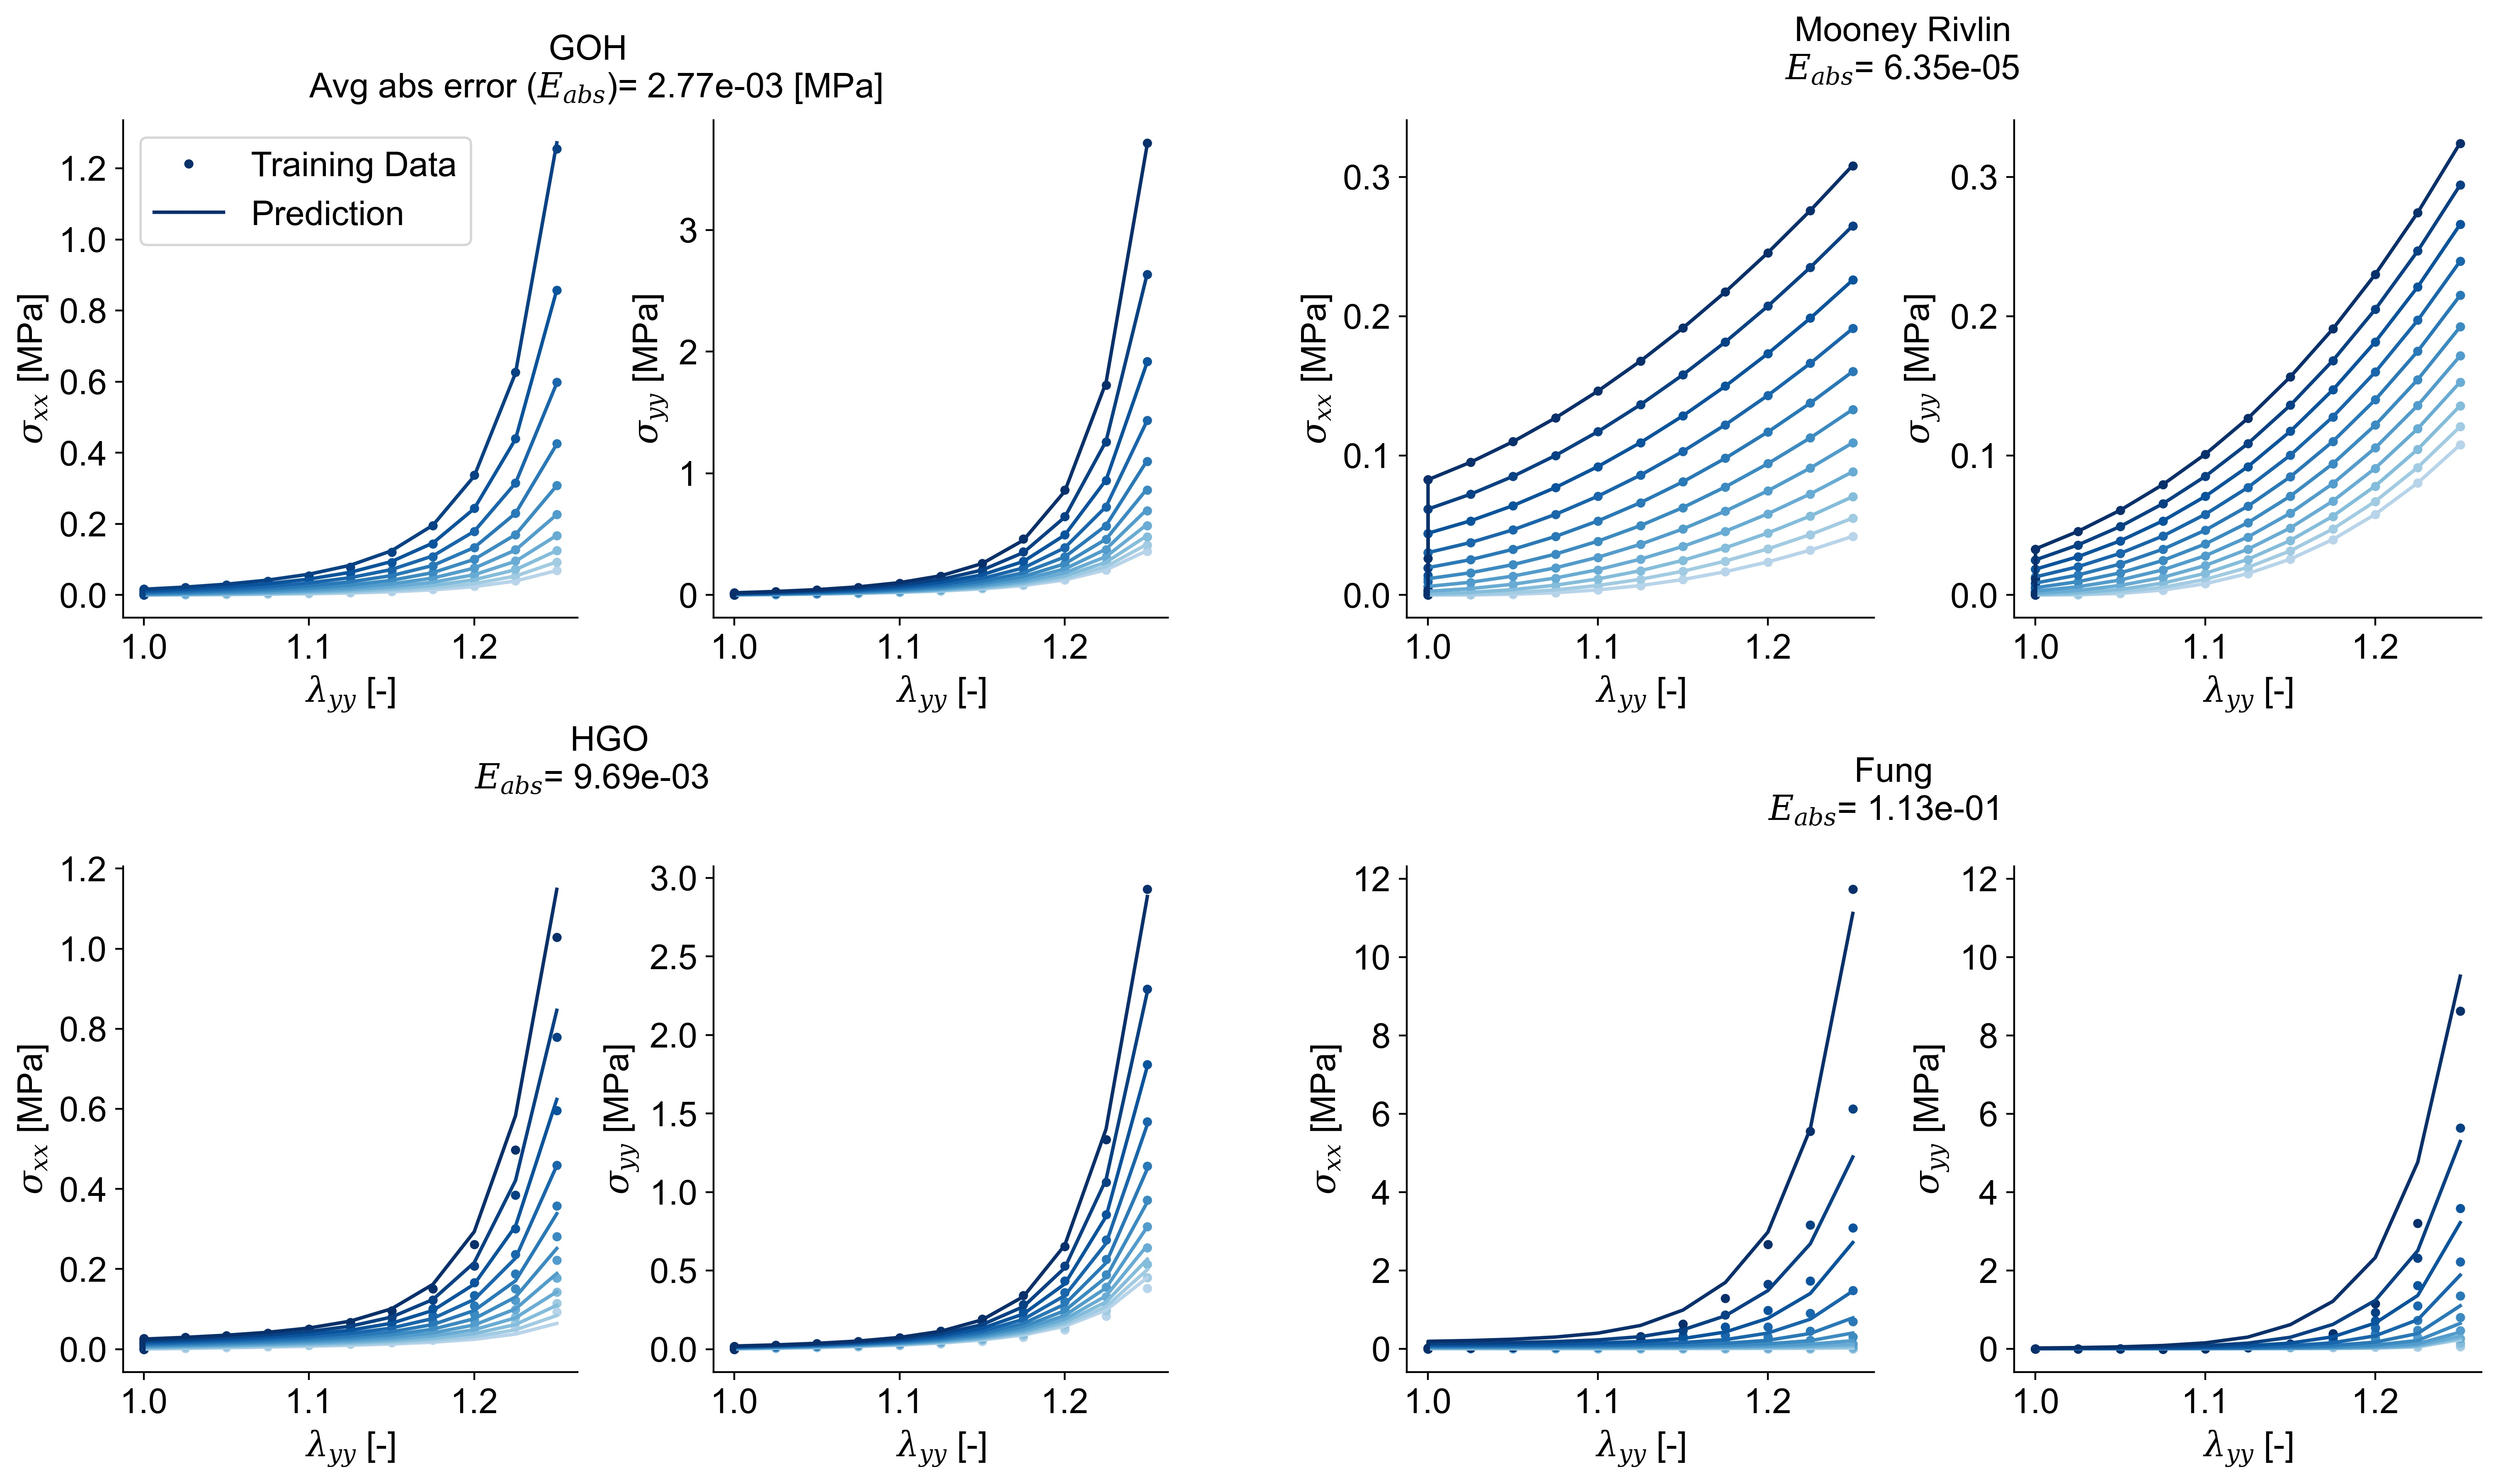 GOH
Avg abs error (E_abs)= 2.77e-03 [MPa]
Training Data
Prediction
σ_xx [MPa]
1.2
1.0
0.8
0.6
0.4
0.2
0.0
1.0 1.1 1.2
λ_yy [-]
σ_yy [MPa]
3
2
1
0
1.0 1.1 1.2
λ_yy [-]
Mooney Rivlin
E_abs= 6.35e-05
σ_xx [MPa]
0.3
0.2
0.1
0.0
1.0 1.1 1.2
λ_yy [-]
σ_yy [MPa]
0.3
0.2
0.1
0.0
1.0 1.1 1.2
λ_yy [-]
HGO
E_abs= 9.69e-03
σ_xx [MPa]
1.2
1.0
0.8
0.6
0.4
0.2
0.0
1.0 1.1 1.2
λ_yy [-]
σ_yy [MPa]
3.0
2.5
2.0
1.5
1.0
0.5
0.0
1.0 1.1 1.2
λ_yy [-]
Fung
E_abs= 1.13e-01
σ_xx [MPa]
12
10
8
6
4
2
0
1.0 1.1 1.2
λ_yy [-]
σ_yy [MPa]
12
10
8
6
4
2
0
1.0 1.1 1.2
λ_yy [-]